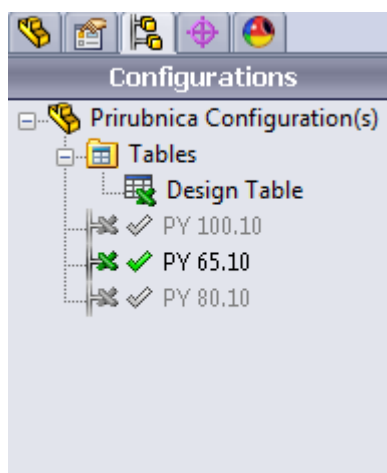 Configurations
Prirubnica Configuration(s)
Tables
Design Table
PY 100.10
PY 65.10
PY 80.10